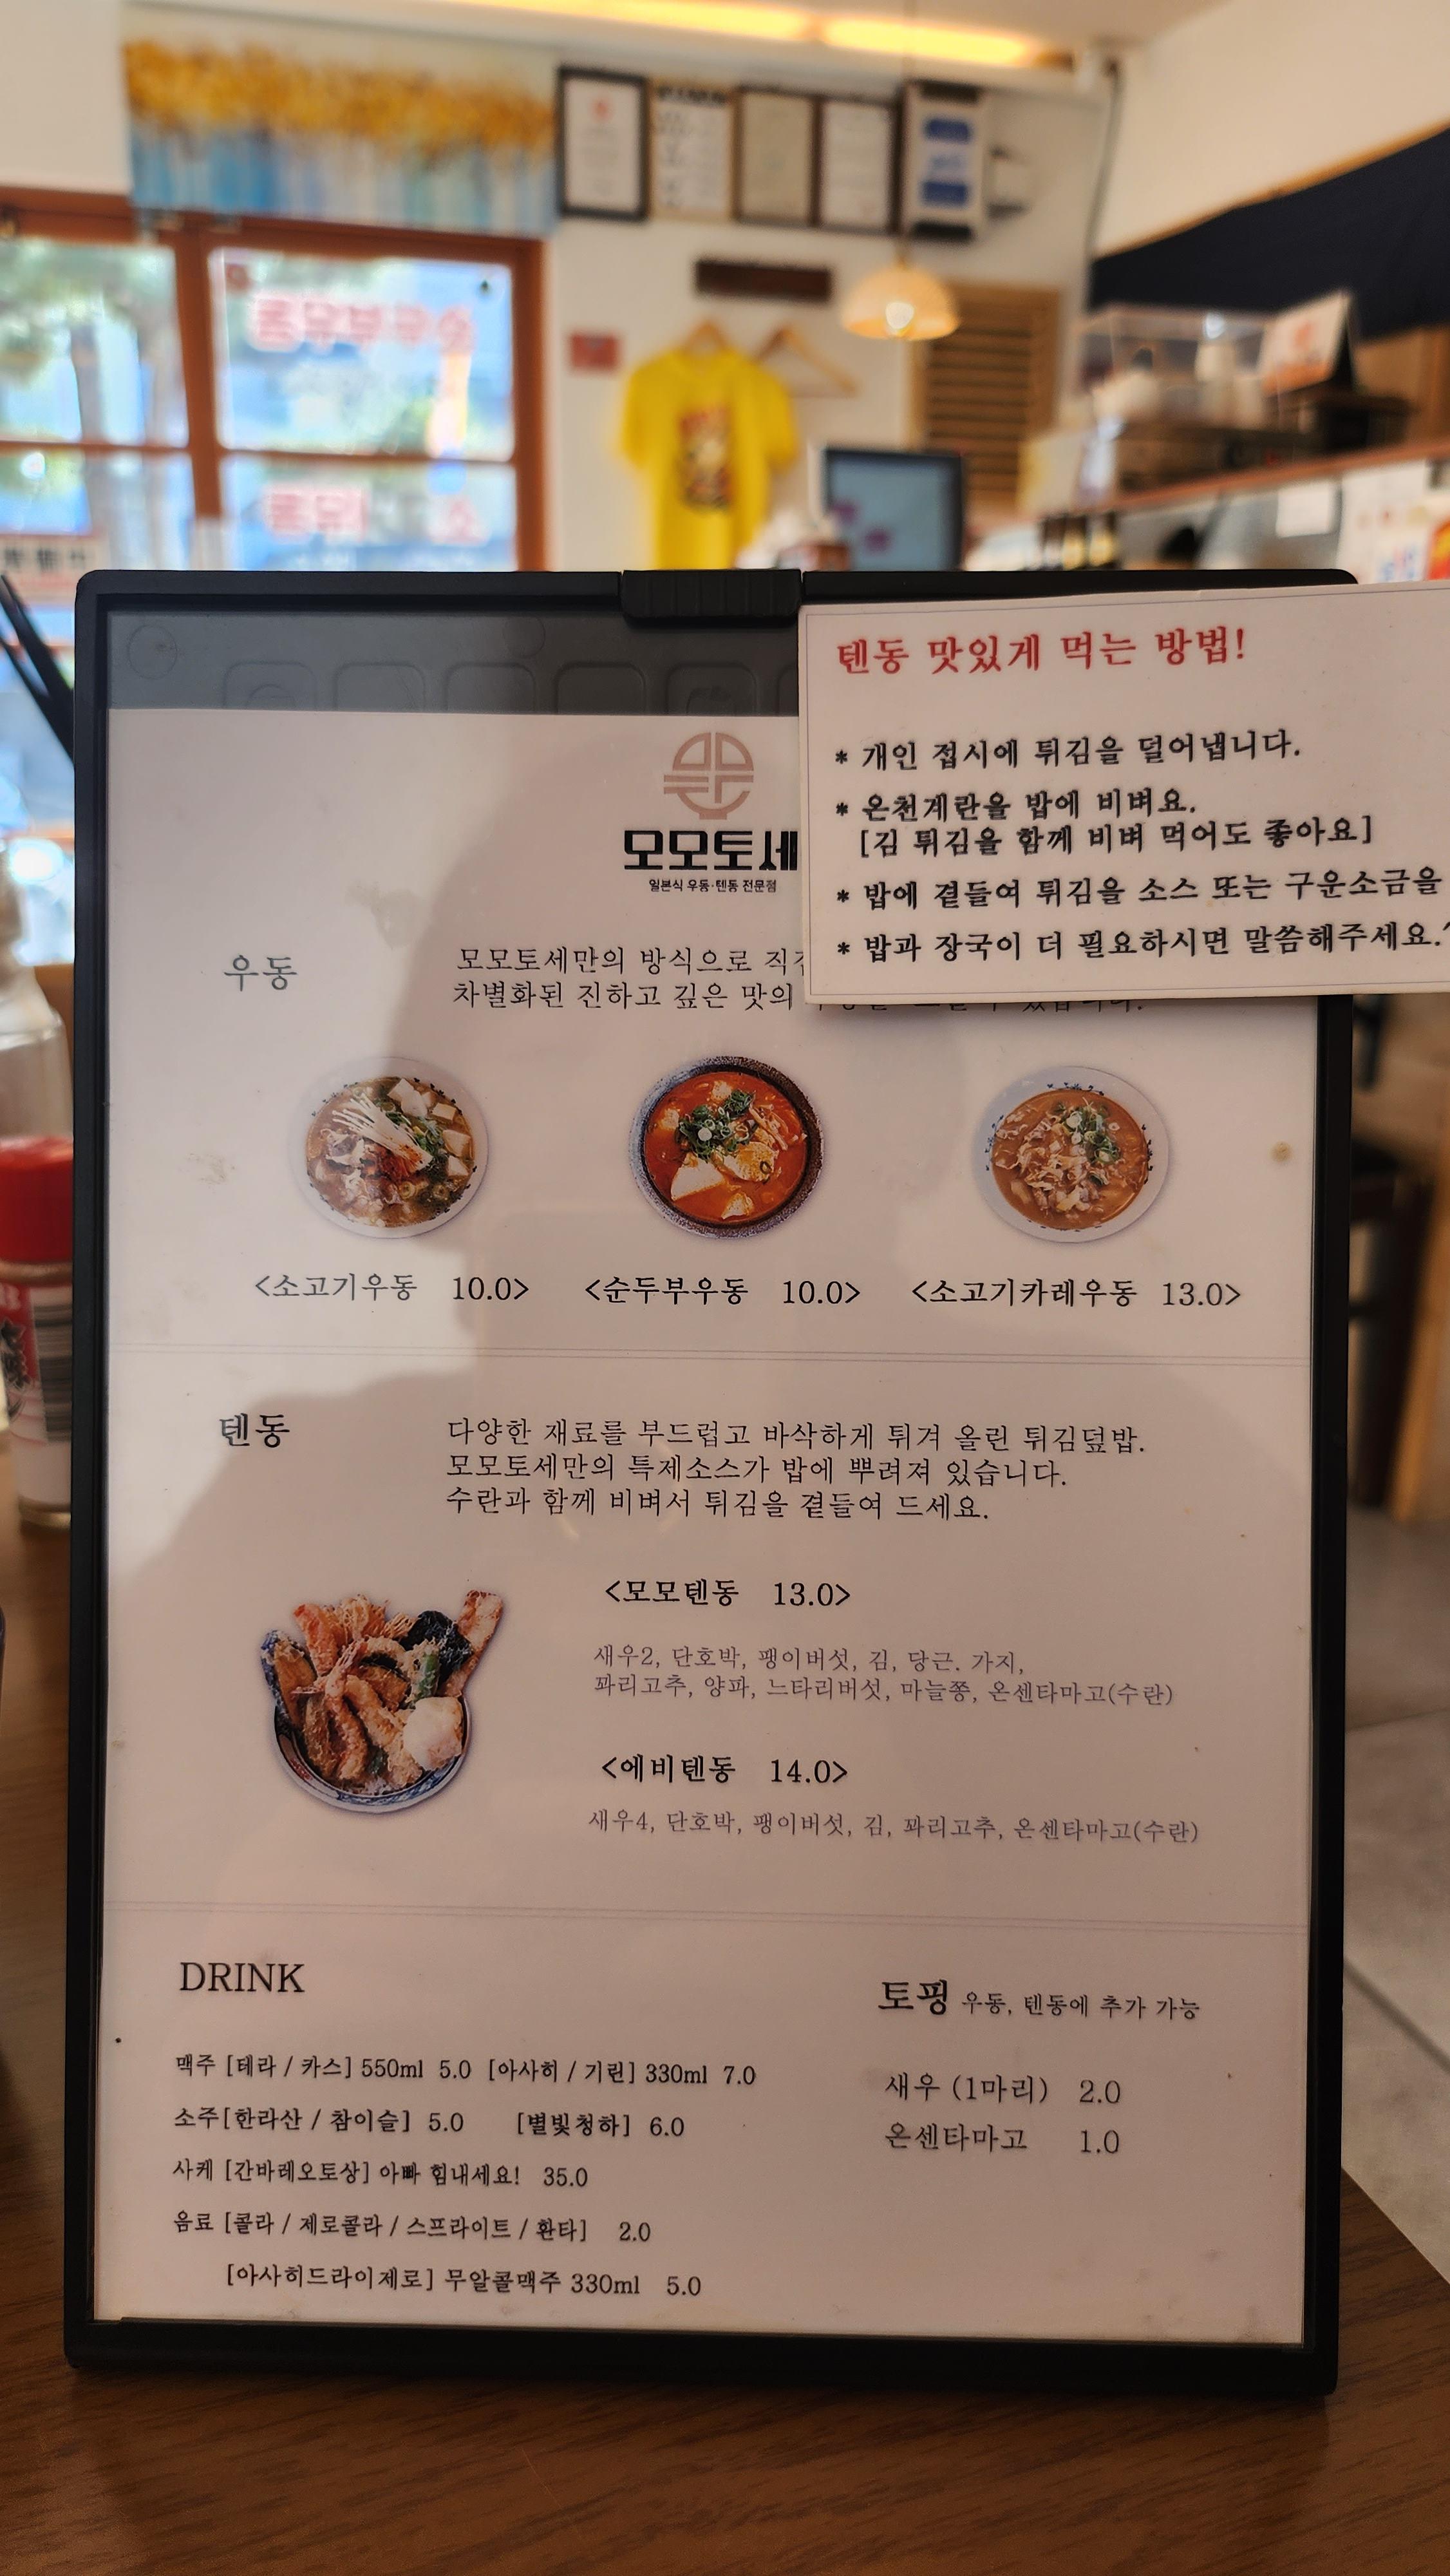 텐동 맛있게 먹는 방법!
* 개인 접시에 튀김을 덜어냅니다.
* 온천계란을 밥에 비벼요.
[김 튀김을 함께 비벼 먹어도 좋아요]
* 밥에 곁들여 튀김을 소스 또는 구운소금을
* 밥과 장국이 더 필요하시면 말씀해주세요.
모모토세
일본식 우동·텐동 전문점
우동
모모토세만의 방식으로
차별화된 진하고 깊은 맛의
<소고기우동 10.0> <순두부우동 10.0> <소고기카레우동 13.0>
텐동
다양한 재료를 부드럽고 바삭하게 튀겨 올린 튀김덮밥.
모모토세만의 특제소스가 밥에 뿌려져 있습니다.
수란과 함께 비벼서 튀김을 곁들여 드세요.
<모모텐동 13.0>
새우2, 단호박, 팽이버섯, 김, 당근. 가지,
꽈리고추, 양파, 느타리버섯, 마늘쫑, 온센타마고(수란)
<에비텐동 14.0>
새우4, 단호박, 팽이버섯, 김, 꽈리고추, 온센타마고(수란)
DRINK
맥주 [테라 / 카스] 550ml 5.0 [아사히 / 기린] 330ml 7.0
소주[한라산 / 참이슬] 5.0 [별빛청하] 6.0
사케 [간바레오토상] 아빠 힘내세요! 35.0
음료 [콜라 / 제로콜라 / 스프라이트 / 환타] 2.0
[아사히드라이제로] 무알콜맥주 330ml 5.0
토핑 우동, 텐동에 추가 가능
새우 (1마리) 2.0
온센타마고 1.0